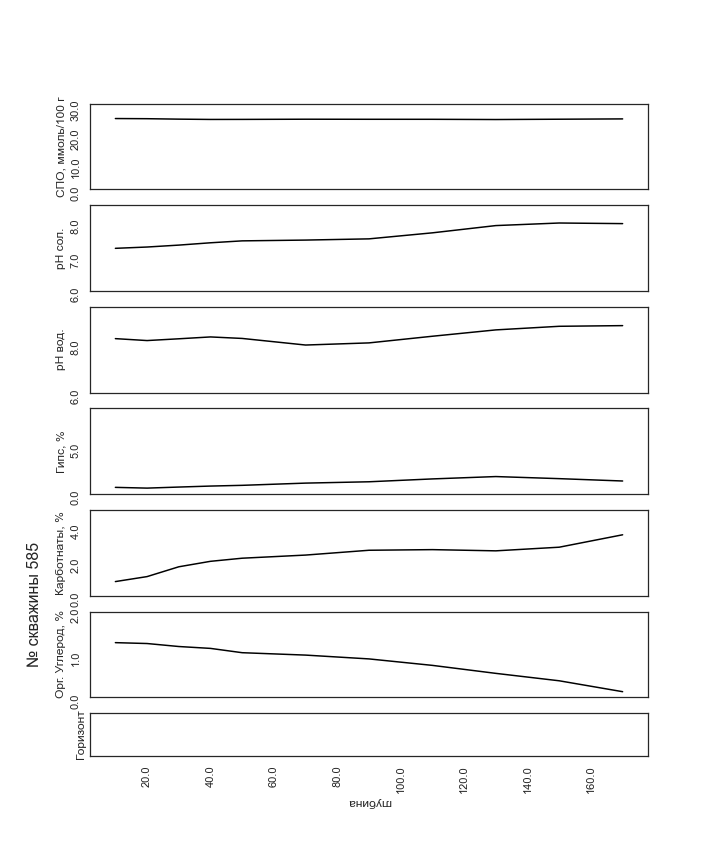 № скважины 585
СПО, ммоль/100 г
0.0 10.0 20.0 30.0
pH сол.
6.0 7.0 8.0
pH вод.
6.0 8.0
Гипс, %
0.0 5.0
Карботнаты, %
0.0 2.0 4.0
Орг. Углерод, %
0.0 1.0 2.0
Горизонт
20.0 40.0 60.0 80.0 100.0 120.0 140.0 160.0
глубина